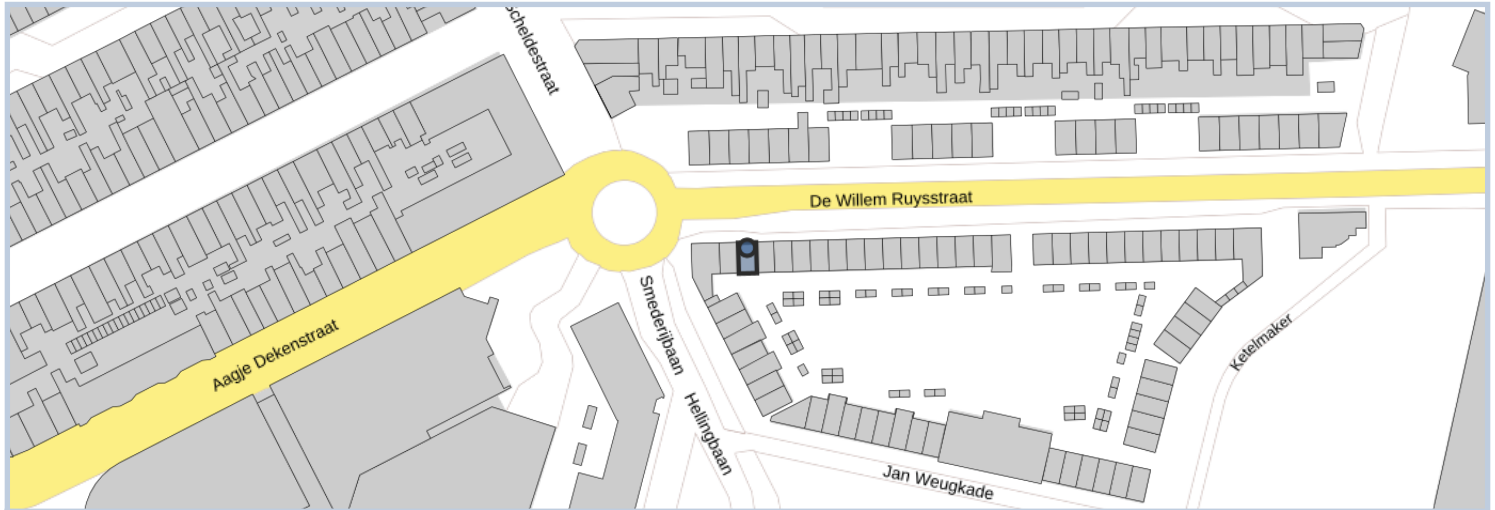 Scheldestraat
De Willem Ruysstraat
Smederijbaan
Aagje Dekenstraat
Ketelmaker
Hellingbaan
Jan Weugkade